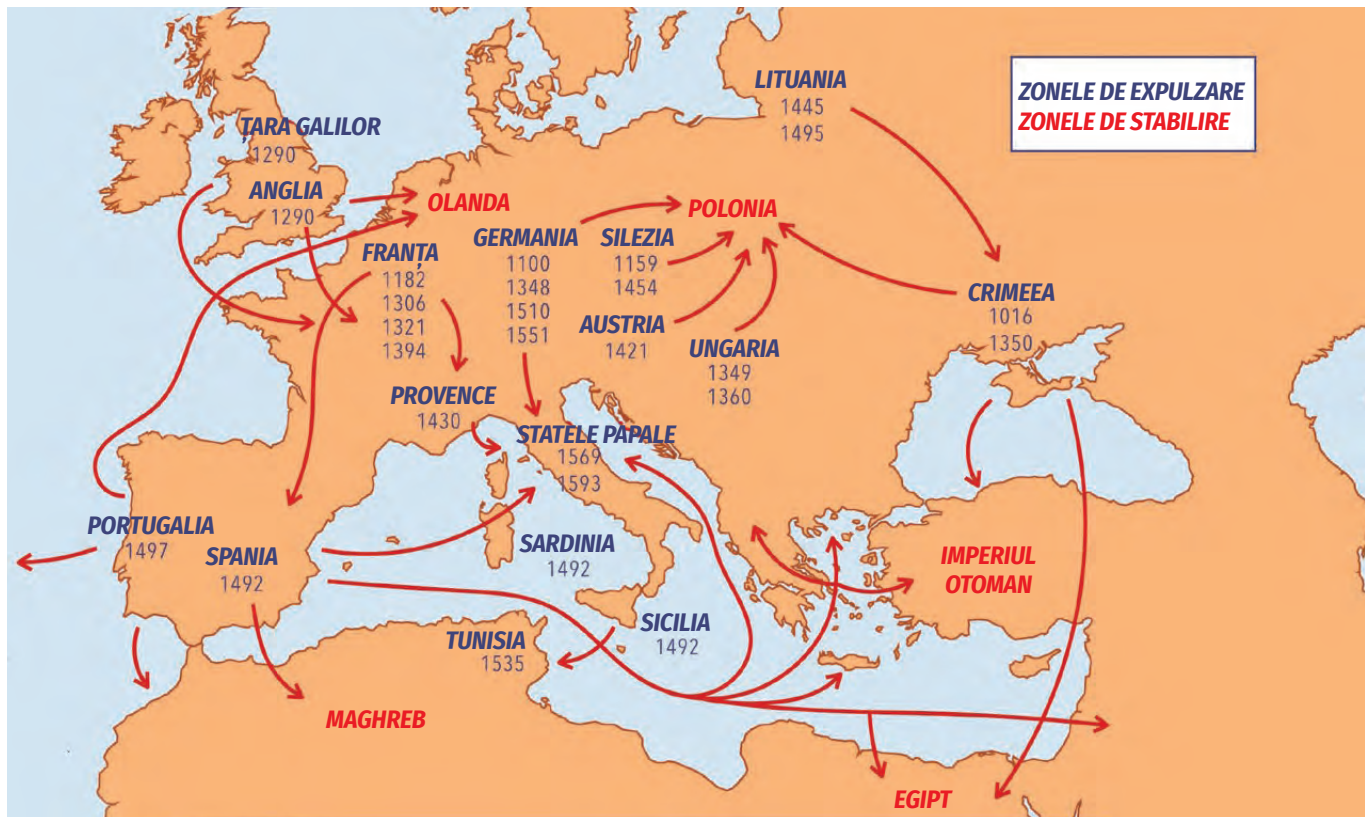 ZONELE DE EXPULZARE
ZONELE DE STABILIRE
LITUANIA
1445
1495
ȚARA GALILOR
1290
ANGLIA
1290
OLANDA
POLONIA
GERMANIA
1100
1348
1510
1551
SILEZIA
1159
1454
FRANȚA
1182
1306
1321
1394
CRIMEEA
1016
1350
AUSTRIA
1421
UNGARIA
1349
1360
PROVENCE
1430
STATELE PAPALE
1569
1593
PORTUGALIA
1497
SPANIA
1492
SARDINIA
1492
IMPERIUL
OTOMAN
SICILIA
1492
TUNISIA
1535
MAGHREB
EGIPT